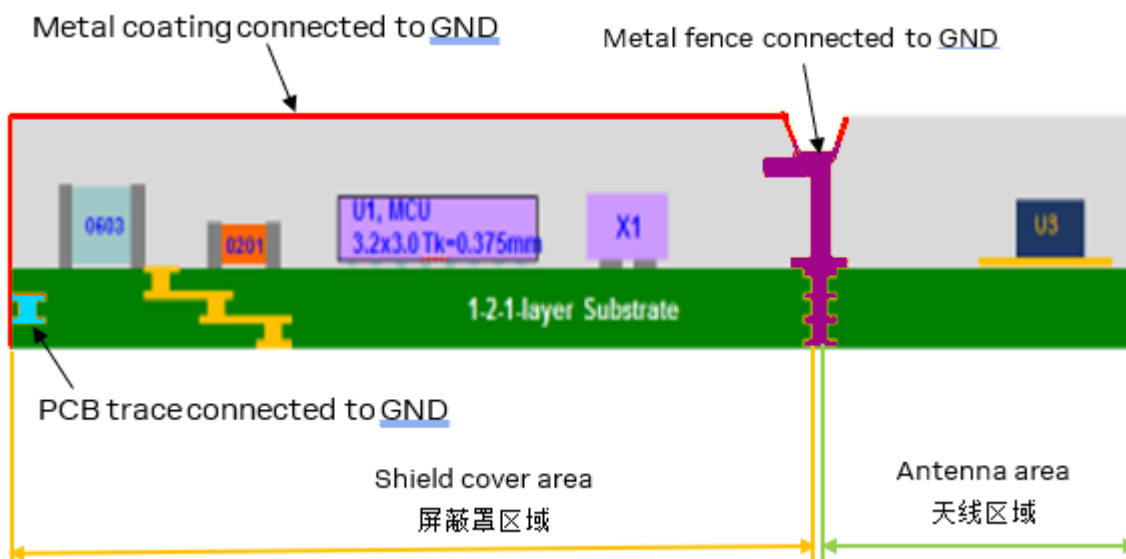 Metal coating connected to GND
Metal fence connected to GND
0603
0201
U1, MCU
3.2x3.0 Tk=0.375mm
X1
U3
1-2-1-layer Substrate
PCB trace connected to GND
Shield cover area
屏蔽罩区域
Antenna area
天线区域